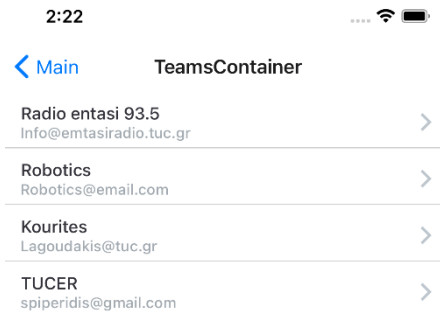 2:22
Main
TeamsContainer
Radio entasi 93.5
Info@emtasiradio.tuc.gr
Robotics
Robotics@email.com
Kourites
Lagoudakis@tuc.gr
TUCER
spiperidis@gmail.com